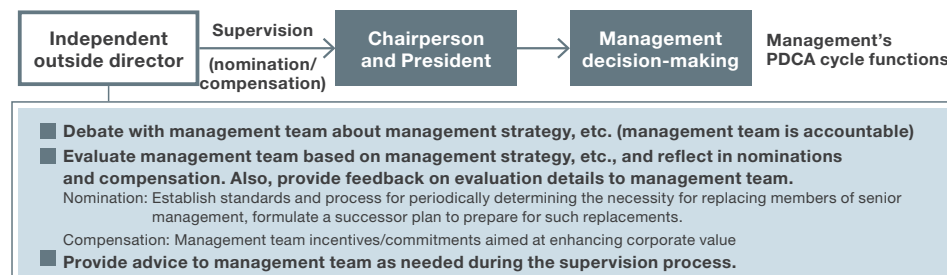 Independent
outside director
Supervision
(nomination/
compensation)
Chairperson
and President
Management
decision-making
Management's
PDCA cycle functions
■ Debate with management team about management strategy, etc. (management team is accountable)
■ Evaluate management team based on management strategy, etc., and reflect in nominations
and compensation. Also, provide feedback on evaluation details to management team.
Nomination: Establish standards and process for periodically determining the necessity for replacing members of senior
management, formulate a successor plan to prepare for such replacements.
Compensation: Management team incentives/commitments aimed at enhancing corporate value
■ Provide advice to management team as needed during the supervision process.